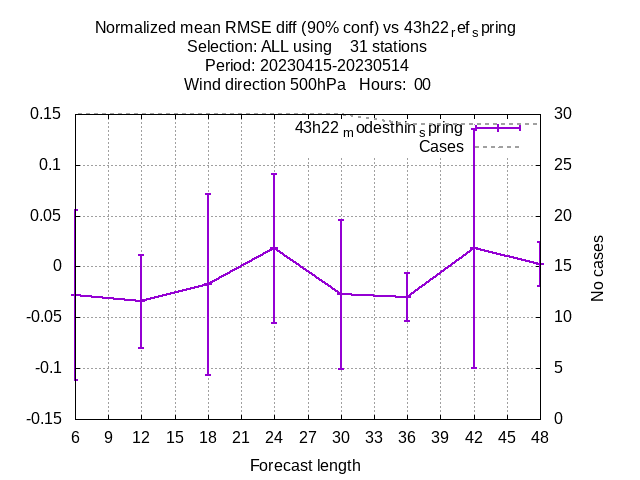 Normalized mean RMSE diff (90% conf) vs 43h22refspring
Selection: ALL using    31 stations
Period: 20230415-20230514
Wind direction 500hPa   Hours:  00
0.15
0.1
0.05
0
-0.05
-0.1
-0.15
30
25
20
15
10
5
0
43h22modesthinspring
Cases
No cases
6 9 12 15 18 21 24 27 30 33 36 39 42 45 48
Forecast length